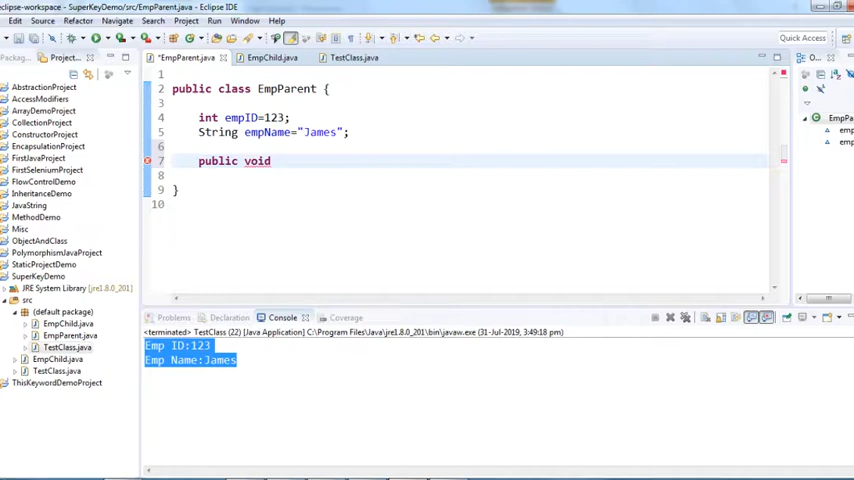 eclipse-workspace - SuperKeyDemo/src/EmpParent.java - Eclipse IDE
Edit Source Refactor Navigate Search Project Run Window Help
Quick Access
Packag... Project...
*EmpParent.java EmpChild.java TestClass.java
O...
AbstractionProject
AccessModifiers
ArrayDemoProject
CollectionProject
ConstructorProject
EncapsulationProject
FirstJavaProject
FirstSeleniumProject
FlowControlDemo
InheritanceDemo
JavaString
MethodDemo
Misc
ObjectAndClass
PolymorphismJavaProject
StaticProjectDemo
SuperKeyDemo
JRE System Library [jre1.8.0_201]
src
(default package)
EmpChild.java
EmpParent.java
TestClass.java
EmpChild.java
TestClass.java
ThisKeywordDemoProject
1
2 public class EmpParent {
3
4 int empID=123;
5 String empName="James";
6
7 public void
8
9 }
10
EmpPa
em
em
Problems Declaration Console Coverage
<terminated> TestClass (22) [Java Application] C:\Program Files\Java\jre1.8.0_201\bin\javaw.exe (31-Jul-2019, 3:49:18 pm)
Emp ID:123
Emp Name:James